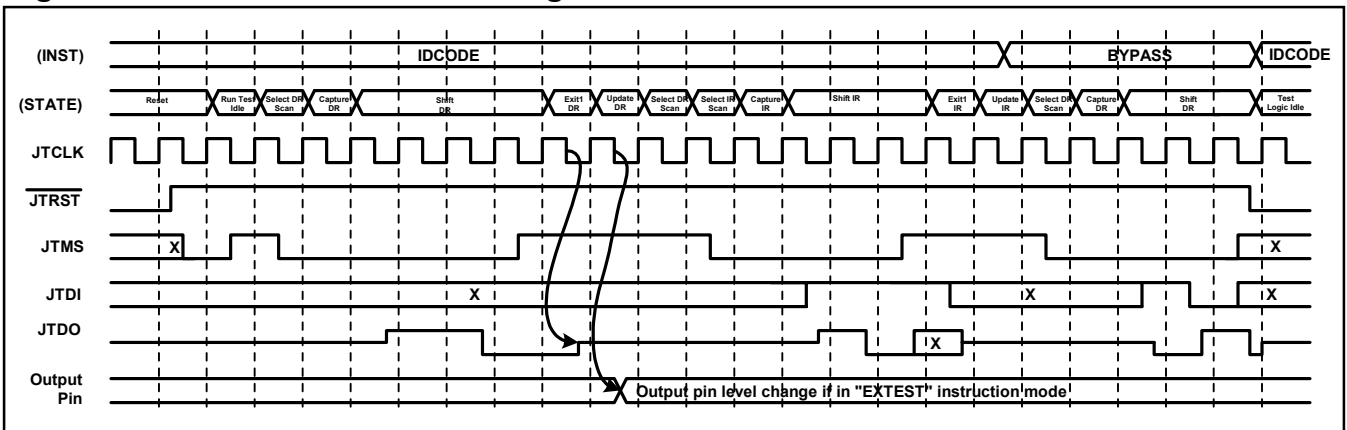 (INST) IDCODE BYPASS IDCODE
(STATE) Reset Run Test Idle Select DR Scan Capture DR Shift DR Exit1 DR Update DR Select DR Scan Select IR Scan Capture IR Shift IR Exit1 IR Update IR Select DR Scan Capture DR Shift DR Test Logic Idle
JTCLK
JTRST
JTMS X X
JTDI X X X
JTDO X
Output Pin Output pin level change if in "EXTEST" instruction mode